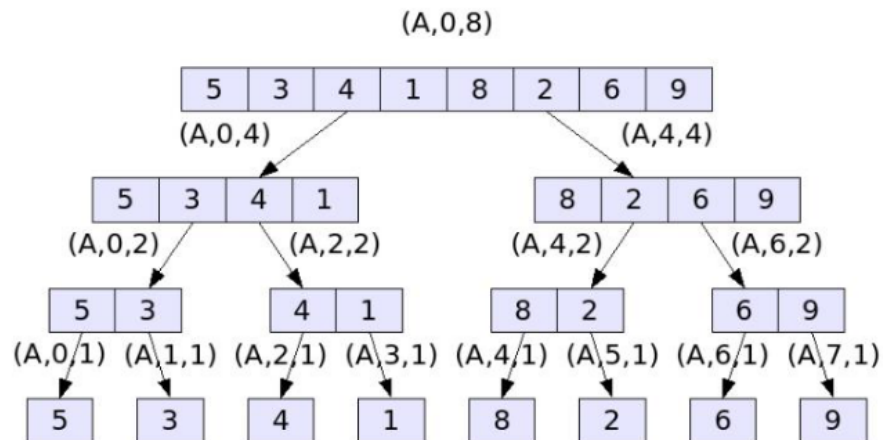 (A,0,8)
5 3 4 1 8 2 6 9
(A,0,4) (A,4,4)
5 3 4 1 8 2 6 9
(A,0,2) (A,2,2) (A,4,2) (A,6,2)
5 3 4 1 8 2 6 9
(A,0,1) (A,1,1) (A,2,1) (A,3,1) (A,4,1) (A,5,1) (A,6,1) (A,7,1)
5 3 4 1 8 2 6 9